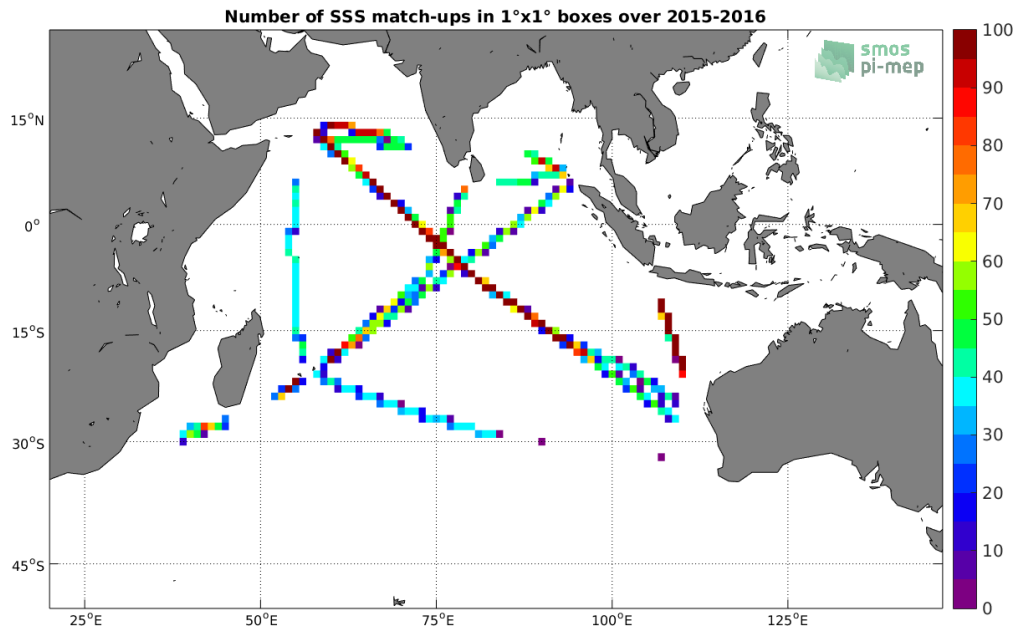 Number of SSS match-ups in 1°x1° boxes over 2015-2016
smos
pi-mep
15°N
0°
15°S
30°S
45°S
25°E
50°E
75°E
100°E
125°E
100
90
80
70
60
50
40
30
20
10
0